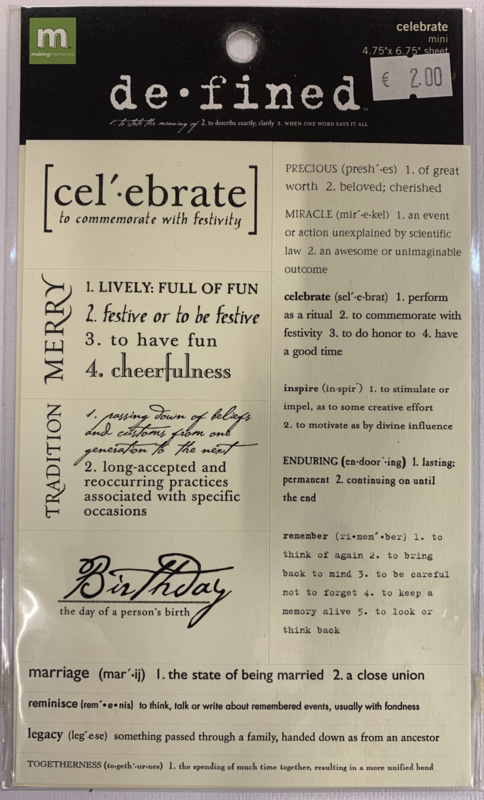 m
making memories
celebrate
mini
4.75"x 6.75" sheet
€ 2.00
de•fined
1. to state the meaning of 2. to describe exactly; clarify 3. WHEN ONE WORD SAYS IT ALL
[cel'·ebrate]
to commemorate with festivity
MERRY
1. LIVELY: FULL OF FUN
2. festive or to be festive
3. to have fun
4. cheerfulness
TRADITION
1. passing down of beliefs
and customs from one
generation to the next
2. long-accepted and
reoccurring practices
associated with specific
occasions
Birthday
the day of a person's birth
PRECIOUS (presh´•es) 1. of great
worth 2. beloved; cherished
MIRACLE (mir´•e•kel) 1. an event
or action unexplained by scientific
law 2. an awesome or unimaginable
outcome
celebrate (sel´•e•brat) 1. perform
as a ritual 2. to commemorate with
festivity 3. to do honor to 4. have
a good time
inspire (in•spir´) 1. to stimulate or
impel, as to some creative effort
2. to motivate as by divine influence
ENDURING (en•door´•ing) 1. lasting;
permanent 2. continuing on until
the end
remember (ri•mem´•ber) 1. to
think of again 2. to bring
back to mind 3. to be careful
not to forget 4. to keep a
memory alive 5. to look or
think back
marriage (mar´•ij) 1. the state of being married 2. a close union
reminisce (rem´•e•nis) to think, talk or write about remembered events, usually with fondness
legacy (leg´•ese) something passed through a family, handed down as from an ancestor
TOGETHERNESS (to•geth´•ur•nes) 1. the spending of much time together, resulting in a more unified bond